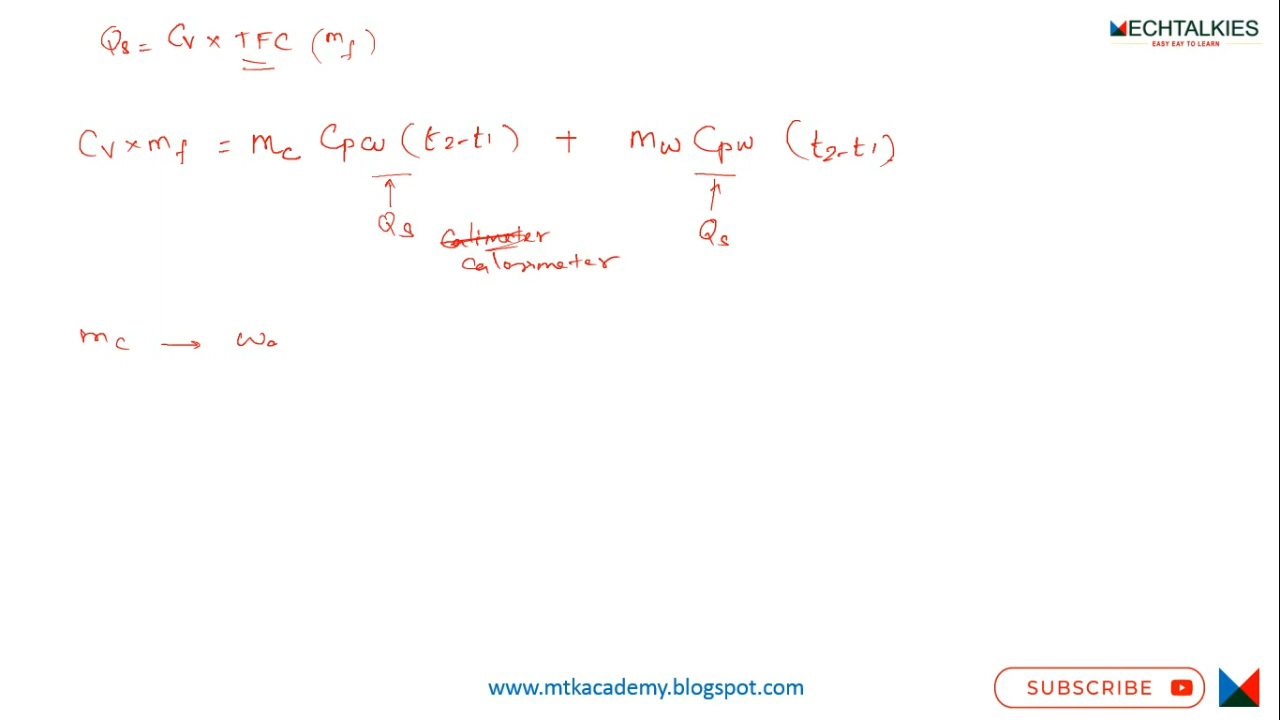 Qs = Cv × TFC (mf)
MECHTALKIES
EASY EAY TO LEARN
Cv × mf = mc Cpw (t2-t1) + mw Cpw (t2-t1)
Qs Qs
Calimeter
Calorimeter
mc → wa
www.mtkacademy.blogspot.com
SUBSCRIBE